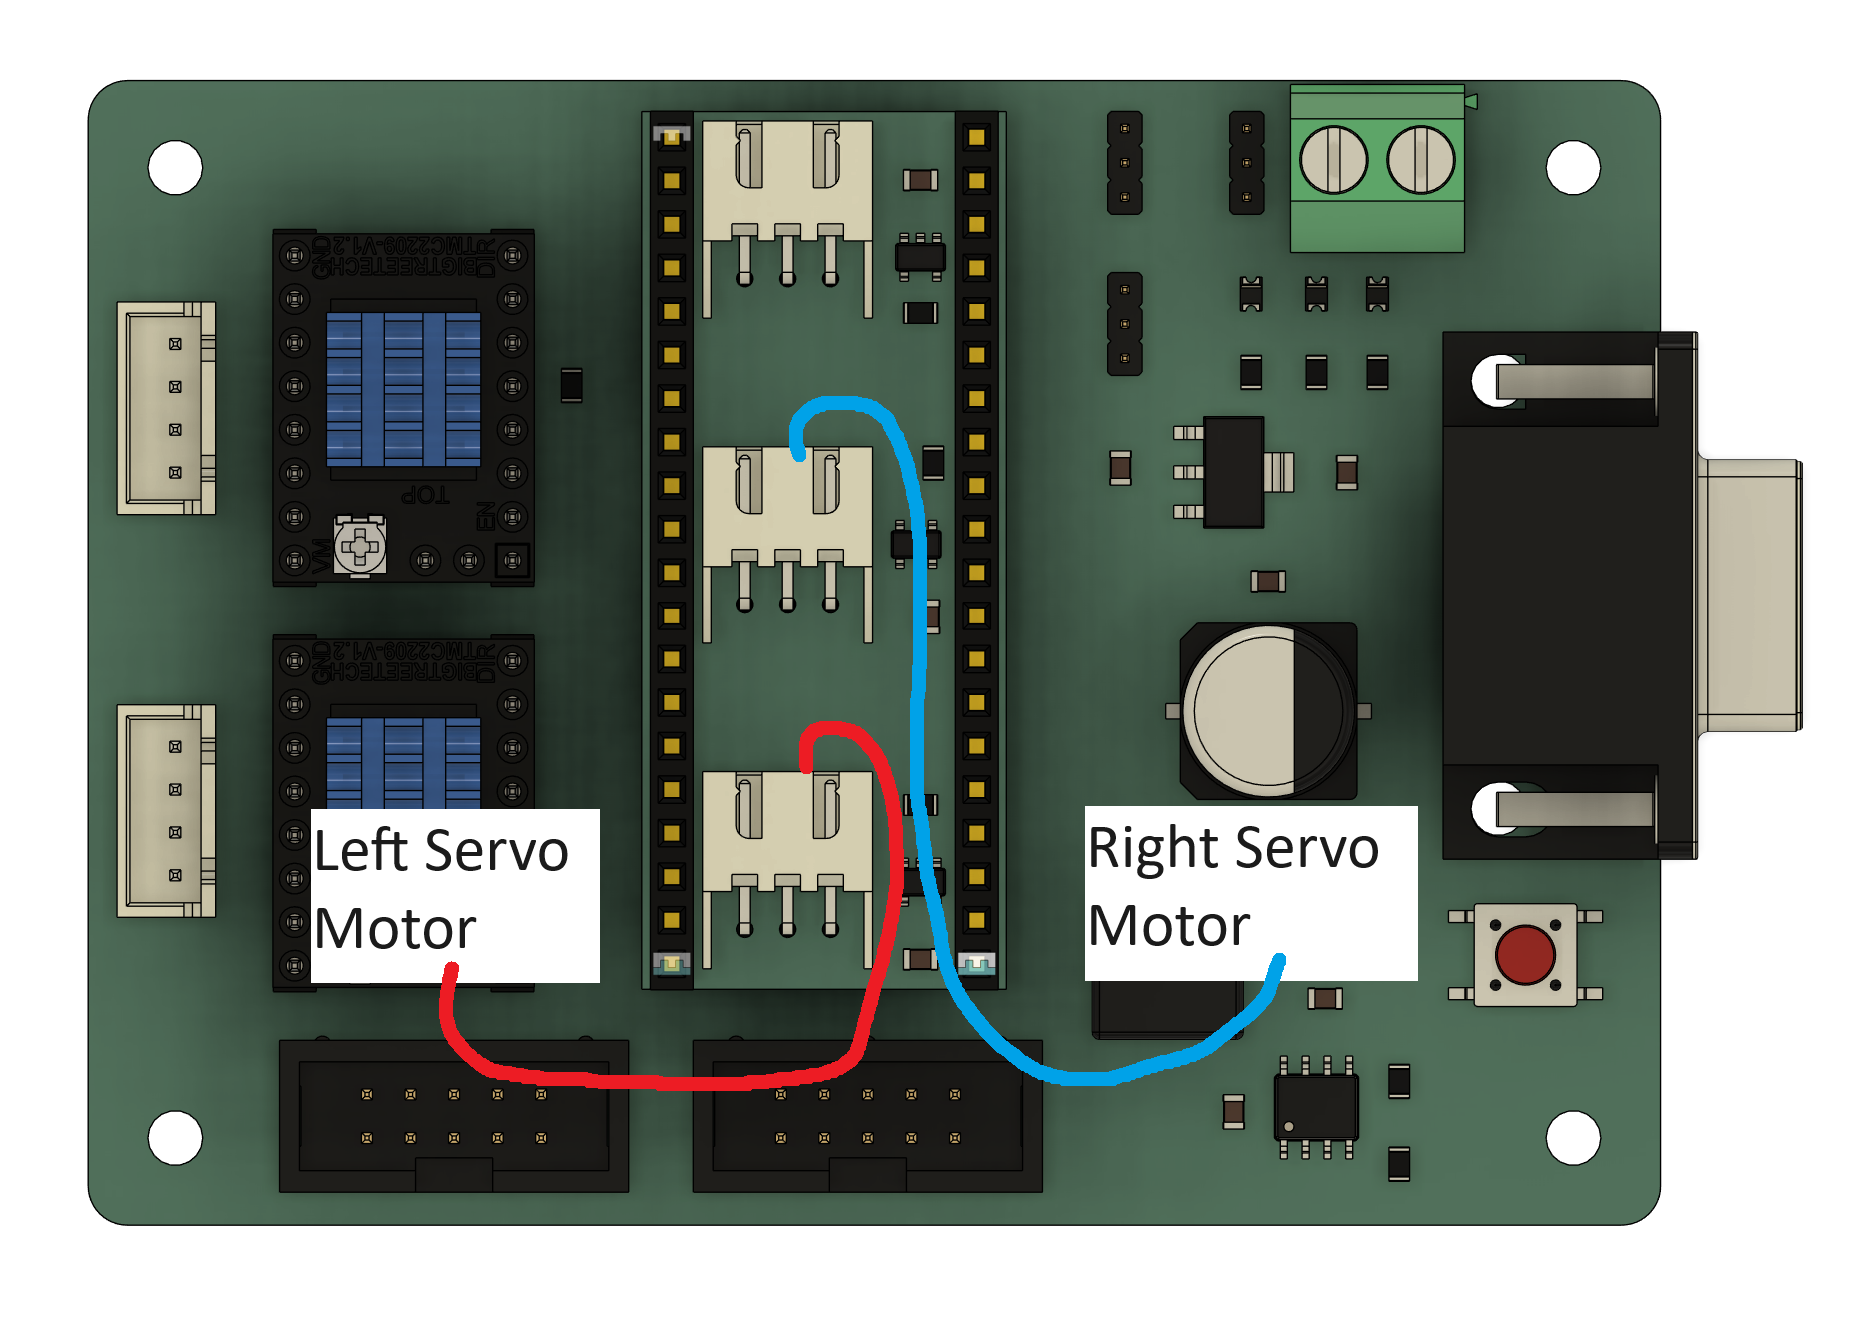 GND
BIGTREETECH
TMC2209-V1.2
DIR
TOP
EN
VM
GND
BIGTREETECH
TMC2209-V1.2
DIR
Left Servo
Motor
Right Servo
Motor